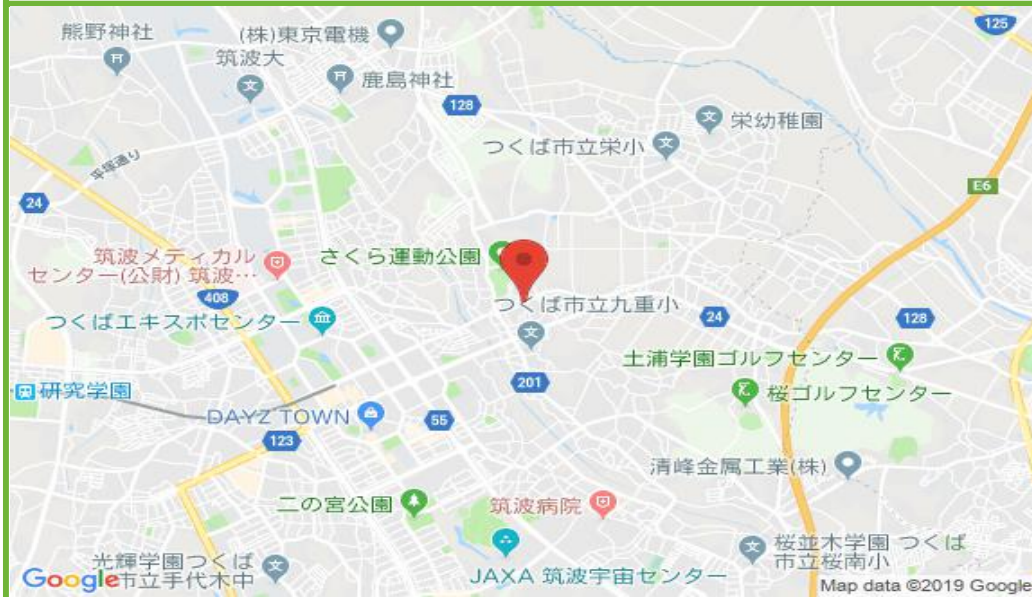 125
熊野神社
(株)東京電機
筑波大
鹿島神社
128
栄幼稚園
つくば市立栄小
平塚通り
E6
24
筑波メディカル
センター(公財) 筑波…
さくら運動公園
408
つくば市立九重小
つくばエキスポセンター
24
128
土浦学園ゴルフセンター
研究学園
201
桜ゴルフセンター
DAYZ TOWN
55
123
清峰金属工業(株)
二の宮公園
筑波病院
桜並木学園 つくば
市立桜南小
光輝学園つくば
市立手代木中
Google
JAXA 筑波宇宙センター
Map data ©2019 Google